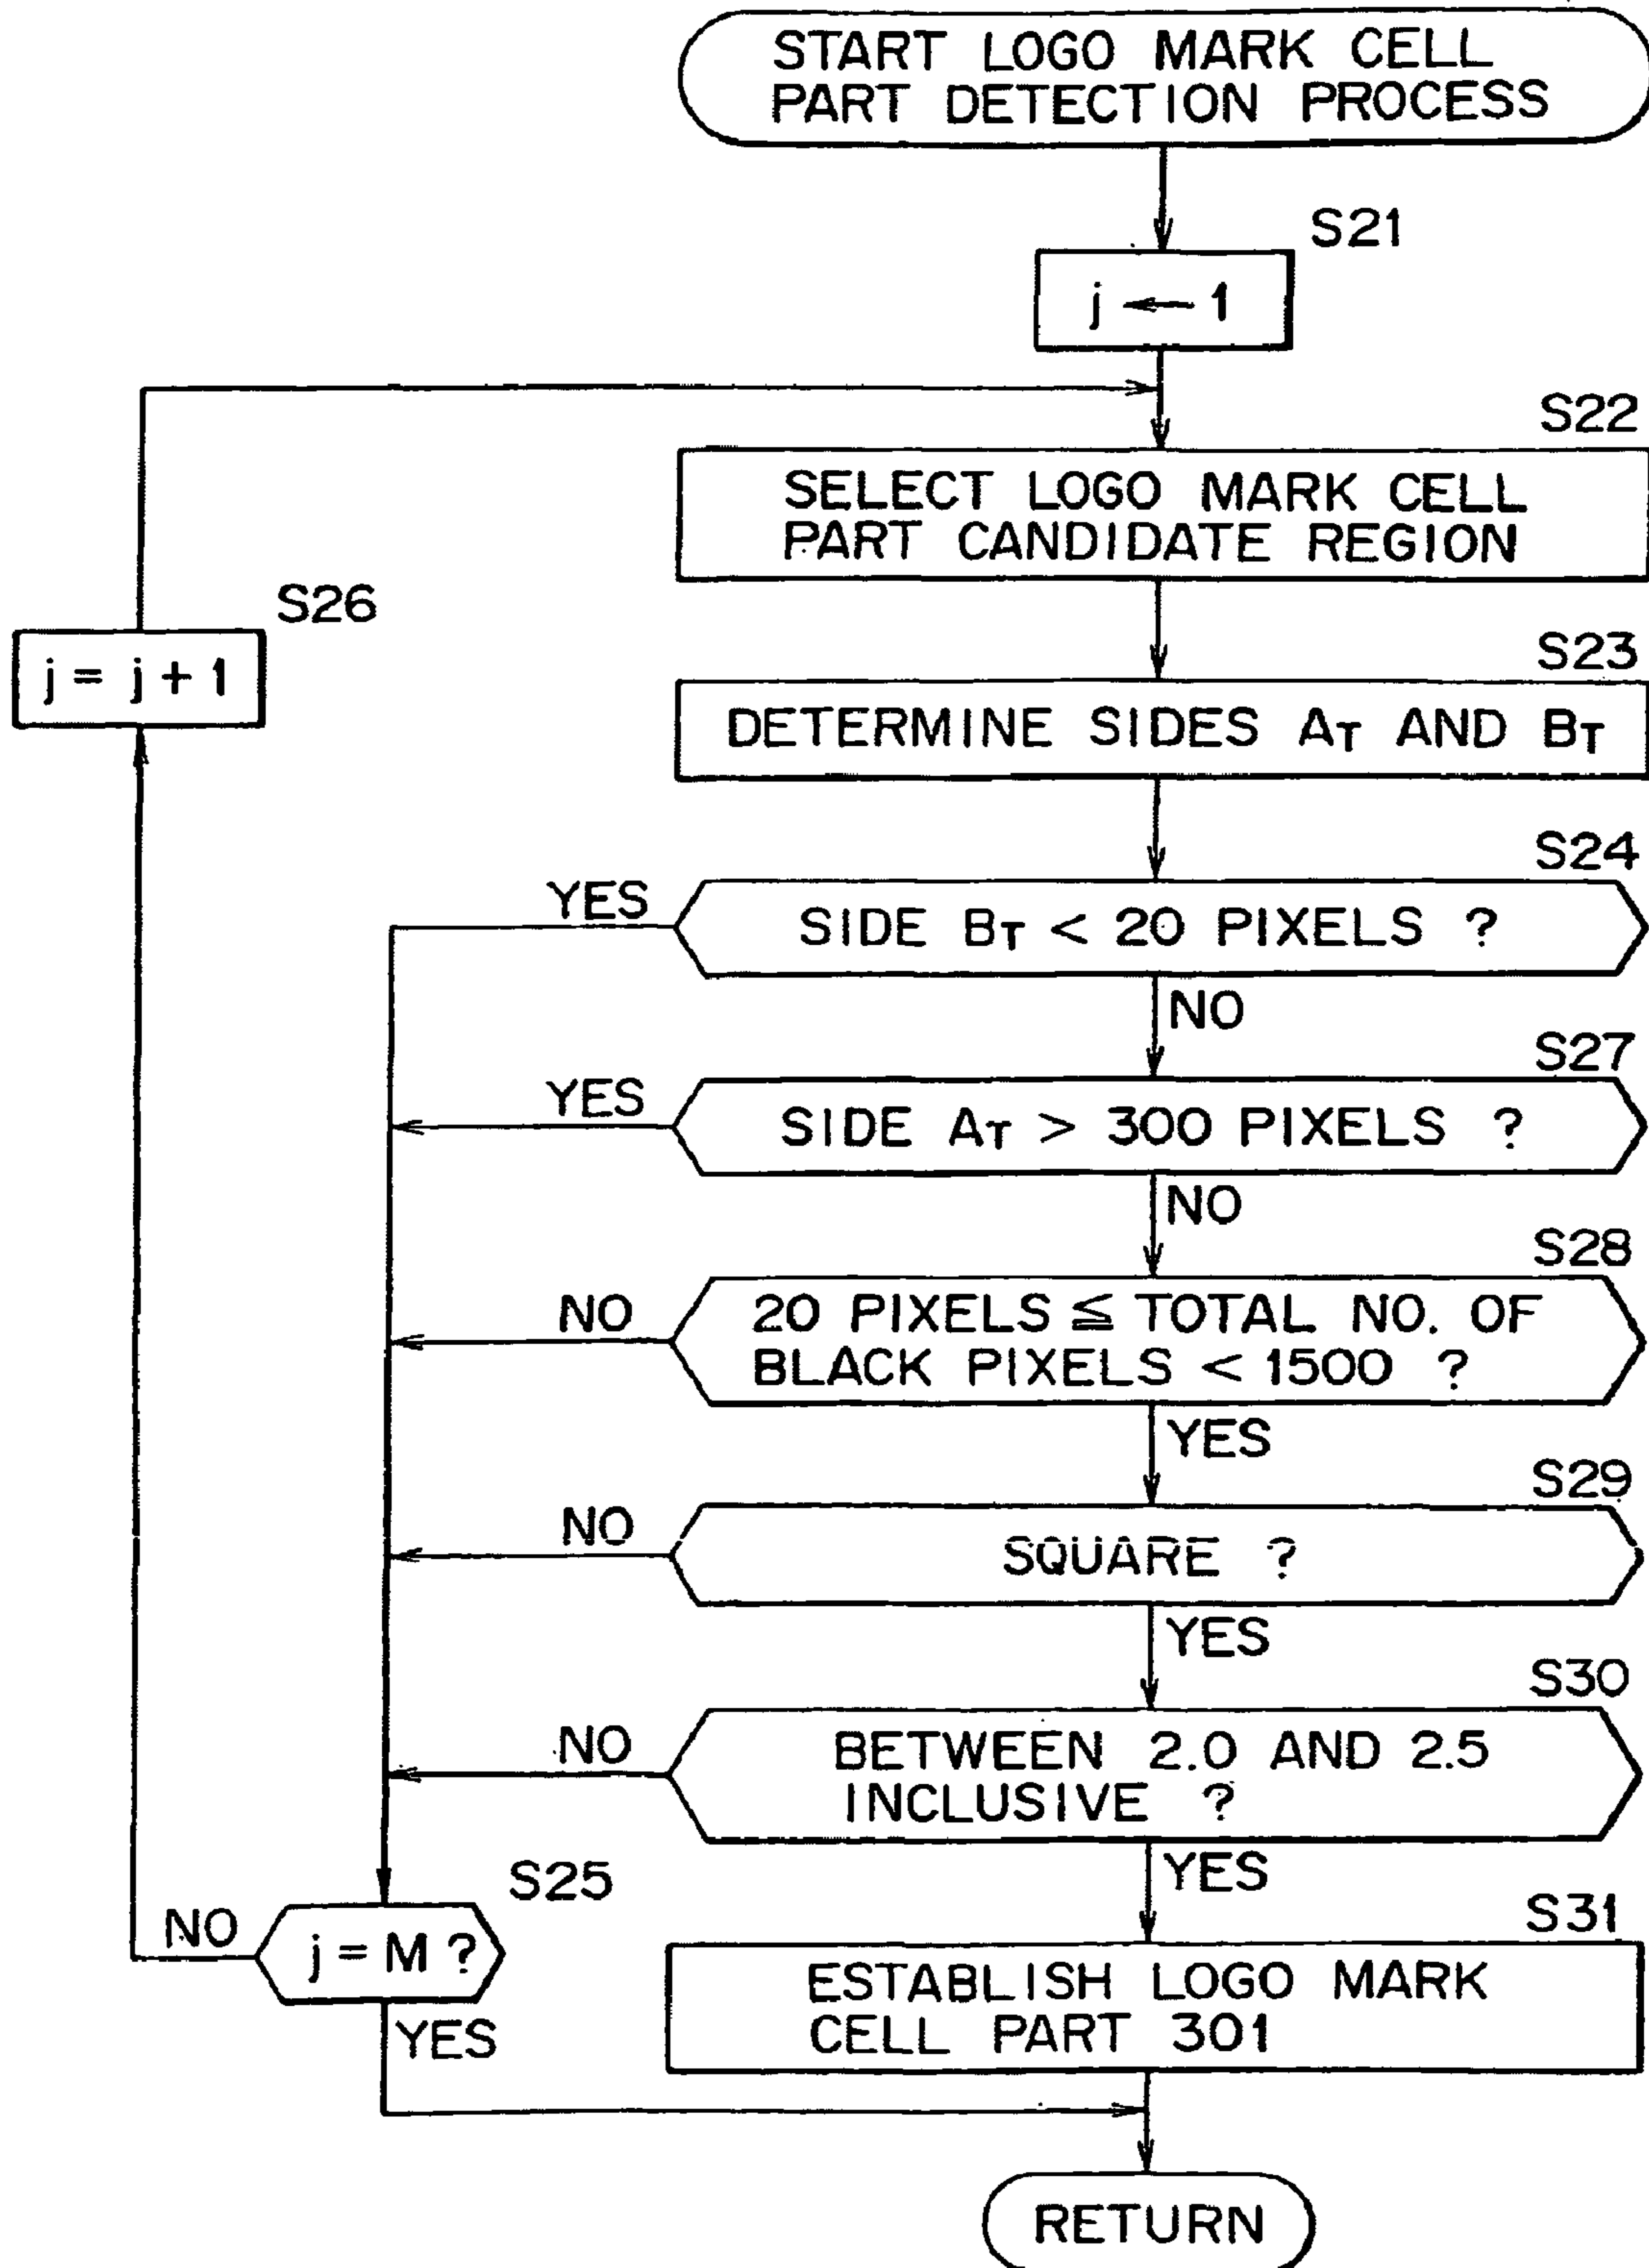 START LOGO MARK CELL
PART DETECTION PROCESS
S21
j ← 1
S22
SELECT LOGO MARK CELL
PART CANDIDATE REGION
S26
j = j + 1
S23
DETERMINE SIDES AT AND BT
S24
YES
SIDE BT < 20 PIXELS ?
NO
S27
YES
SIDE AT > 300 PIXELS ?
NO
S28
NO
20 PIXELS ≦ TOTAL NO. OF
BLACK PIXELS < 1500 ?
YES
S29
NO
SQUARE ?
YES
S30
NO
BETWEEN 2.0 AND 2.5
INCLUSIVE ?
YES
S25
NO
j = M ?
YES
S31
ESTABLISH LOGO MARK
CELL PART 301
RETURN